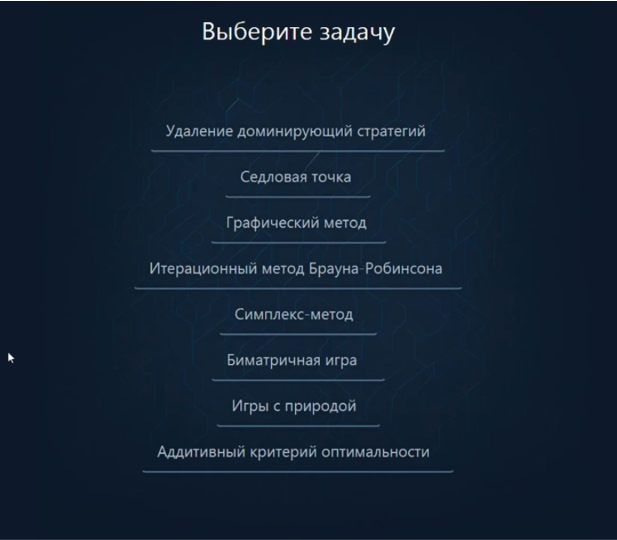 Выберите задачу
Удаление доминирующий стратегий
Седловая точка
Графический метод
Итерационный метод Брауна-Робинсона
Симплекс-метод
Биматричная игра
Игры с природой
Аддитивный критерий оптимальности